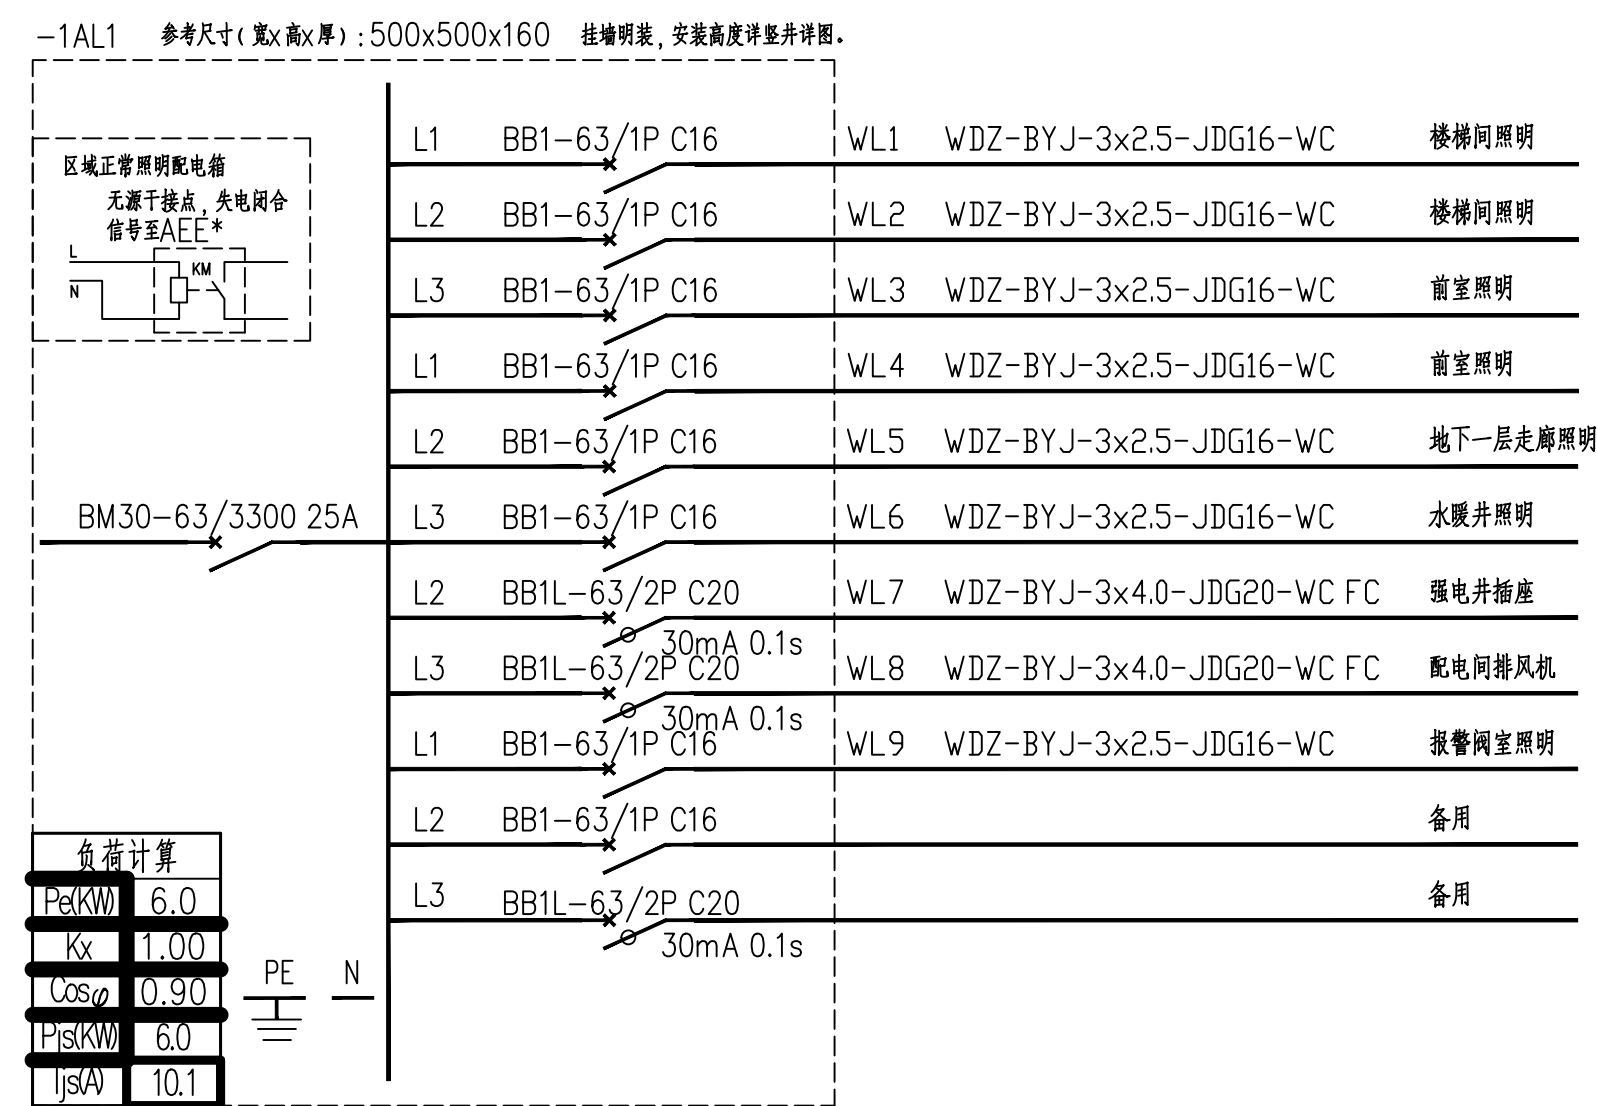 -1AL1 参考尺寸(宽x高x厚):500x500x160 挂墙明装,安装高度详竖井详图。
区域正常照明配电箱
无源干接点,失电闭合
信号至AEE*
L
KM
N
BM30-63/3300 25A
L1 BB1-63/1P C16 WL1 WDZ-BYJ-3x2.5-JDG16-WC 楼梯间照明
L2 BB1-63/1P C16 WL2 WDZ-BYJ-3x2.5-JDG16-WC 楼梯间照明
L3 BB1-63/1P C16 WL3 WDZ-BYJ-3x2.5-JDG16-WC 前室照明
L1 BB1-63/1P C16 WL4 WDZ-BYJ-3x2.5-JDG16-WC 前室照明
L2 BB1-63/1P C16 WL5 WDZ-BYJ-3x2.5-JDG16-WC 地下一层走廊照明
L3 BB1-63/1P C16 WL6 WDZ-BYJ-3x2.5-JDG16-WC 水暖井照明
L2 BB1L-63/2P C20 WL7 WDZ-BYJ-3x4.0-JDG20-WC FC 强电井插座
30mA 0.1s
L3 BB1L-63/2P C20 WL8 WDZ-BYJ-3x4.0-JDG20-WC FC 配电间排风机
30mA 0.1s
L1 BB1-63/1P C16 WL9 WDZ-BYJ-3x2.5-JDG16-WC 报警阀室照明
L2 BB1-63/1P C16 备用
L3 BB1L-63/2P C20 备用
30mA 0.1s
负荷计算
Pe(KW) 6.0
Kx 1.00
Cosφ 0.90
Pjs(KW) 6.0
Ijs(A) 10.1
PE N